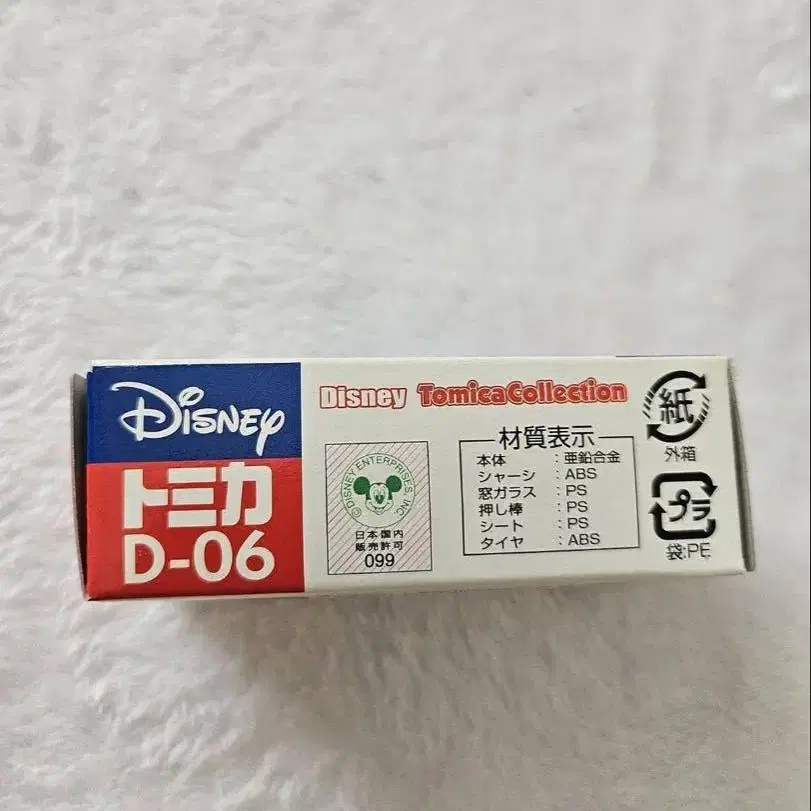 Disney
トミカ
D-06
Disney TomicaCollection
© DISNEY ENTERPRISES, INC.
日本国内
販売許可
099
材質表示
本体 : 亜鉛合金
シャーシ : ABS
窓ガラス : PS
押し棒 : PS
シート : PS
タイヤ : ABS
紙
外箱
プラ
袋:PE